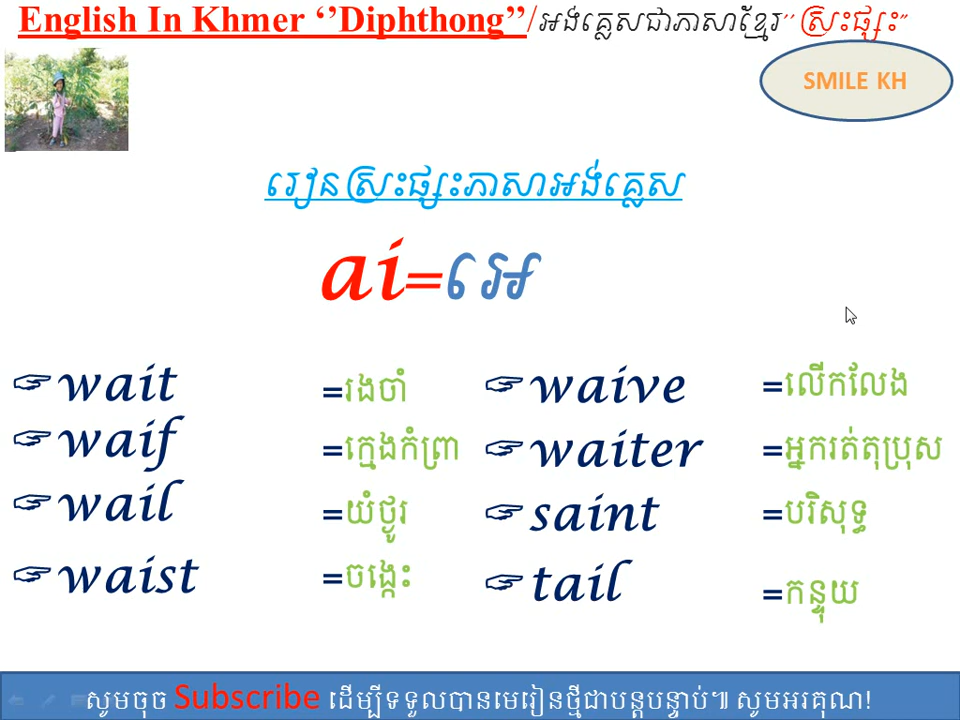 English In Khmer ‘’Diphthong’’/អង់គ្លេសជាភាសាខ្មែរ’’ស្រះផ្សះ”
SMILE KH
រៀនស្រះផ្សះភាសាអង់គ្លេស
ai=អេ
☞wait =រងចាំ
☞waif =ក្មេងកំព្រា
☞wail =យំថ្ងូរ
☞waist =ចង្កេះ
☞waive =លើកលែង
☞waiter =អ្នករត់តុប្រុស
☞saint =បរិសុទ្ធ
☞tail =កន្ទុយ
សូមចុច Subscribe ដើម្បីទទួលបានមេរៀនថ្មីជាបន្តបន្ទាប់៕ សូមអរគុណ!